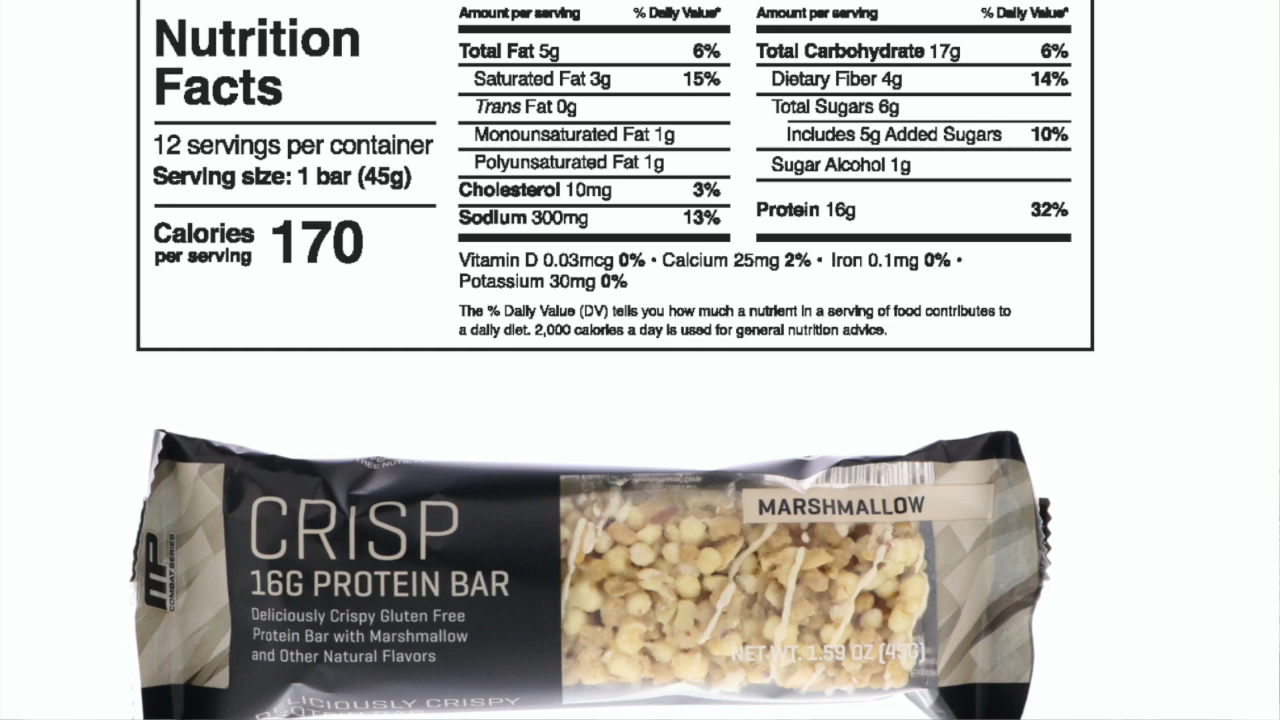 Nutrition
Facts
12 servings per container
Serving size: 1 bar (45g)
Calories
per serving
170
Amount per serving % Daily Value*
Total Fat 5g 6%
Saturated Fat 3g 15%
Trans Fat 0g
Monounsaturated Fat 1g
Polyunsaturated Fat 1g
Cholesterol 10mg 3%
Sodium 300mg 13%
Amount per serving % Daily Value*
Total Carbohydrate 17g 6%
Dietary Fiber 4g 14%
Total Sugars 6g
Includes 5g Added Sugars 10%
Sugar Alcohol 1g
Protein 16g 32%
Vitamin D 0.03mcg 0% • Calcium 25mg 2% • Iron 0.1mg 0% •
Potassium 30mg 0%
The % Daily Value (DV) tells you how much a nutrient in a serving of food contributes to
a daily diet. 2,000 calories a day is used for general nutrition advice.
MP
COMBAT SERIES
CRISP
16G PROTEIN BAR
Deliciously Crispy Gluten Free
Protein Bar with Marshmallow
and Other Natural Flavors
MARSHMALLOW
NET WT. 1.59 OZ (45G)
CRISPY